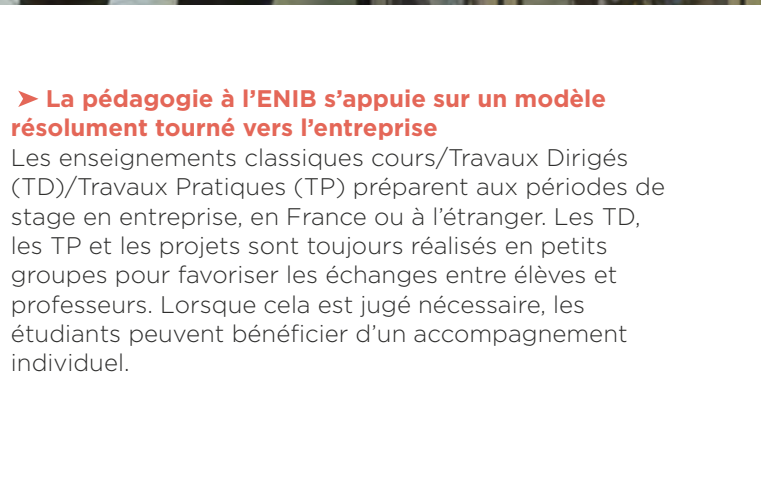 ➤ La pédagogie à l’ENIB s’appuie sur un modèle
résolument tourné vers l’entreprise
Les enseignements classiques cours/Travaux Dirigés
(TD)/Travaux Pratiques (TP) préparent aux périodes de
stage en entreprise, en France ou à l’étranger. Les TD,
les TP et les projets sont toujours réalisés en petits
groupes pour favoriser les échanges entre élèves et
professeurs. Lorsque cela est jugé nécessaire, les
étudiants peuvent bénéficier d’un accompagnement
individuel.